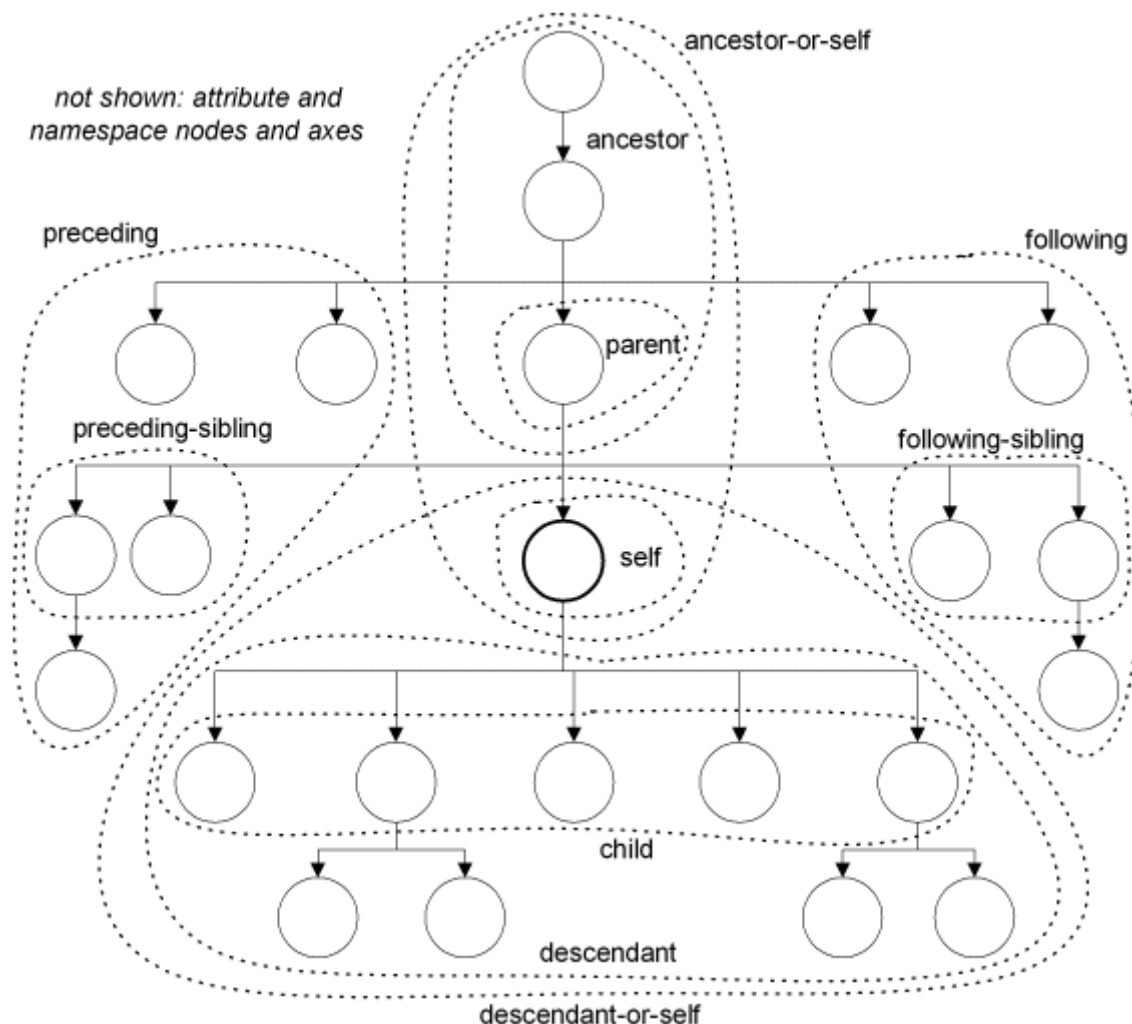 ancestor-or-self
not shown: attribute and
namespace nodes and axes
ancestor
preceding
following
parent
preceding-sibling
following-sibling
self
child
descendant
descendant-or-self